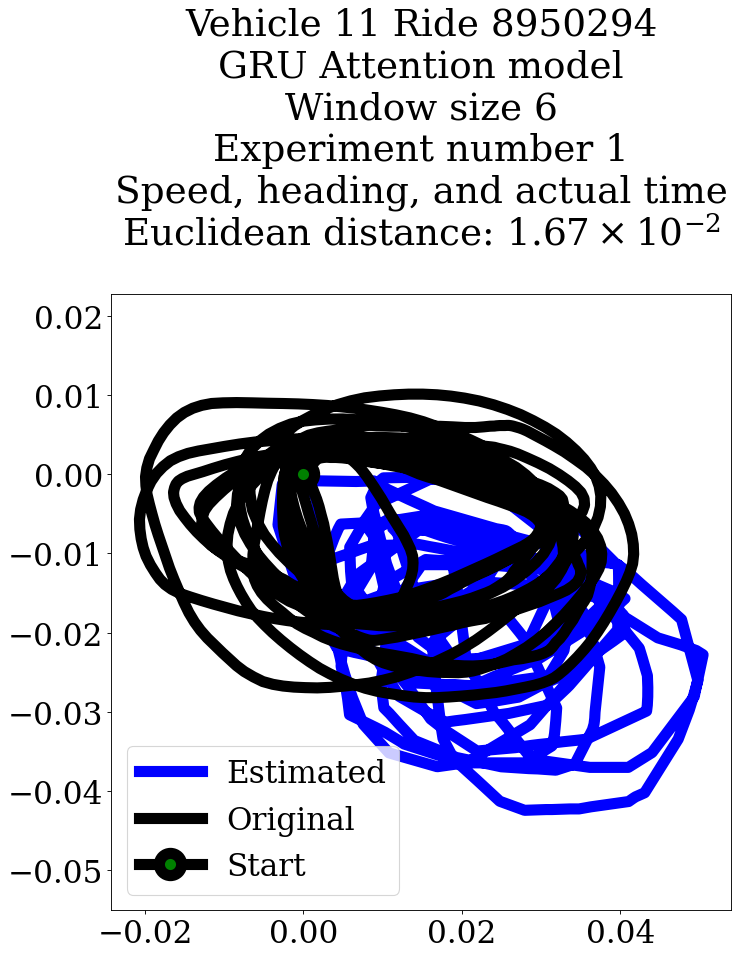 Vehicle 11 Ride 8950294
GRU Attention model
Window size 6
Experiment number 1
Speed, heading, and actual time
Euclidean distance: 1.67 × 10⁻²
0.02
0.01
0.00
−0.01
−0.02
−0.03
−0.04
−0.05
Estimated
Original
Start
−0.02 0.00 0.02 0.04